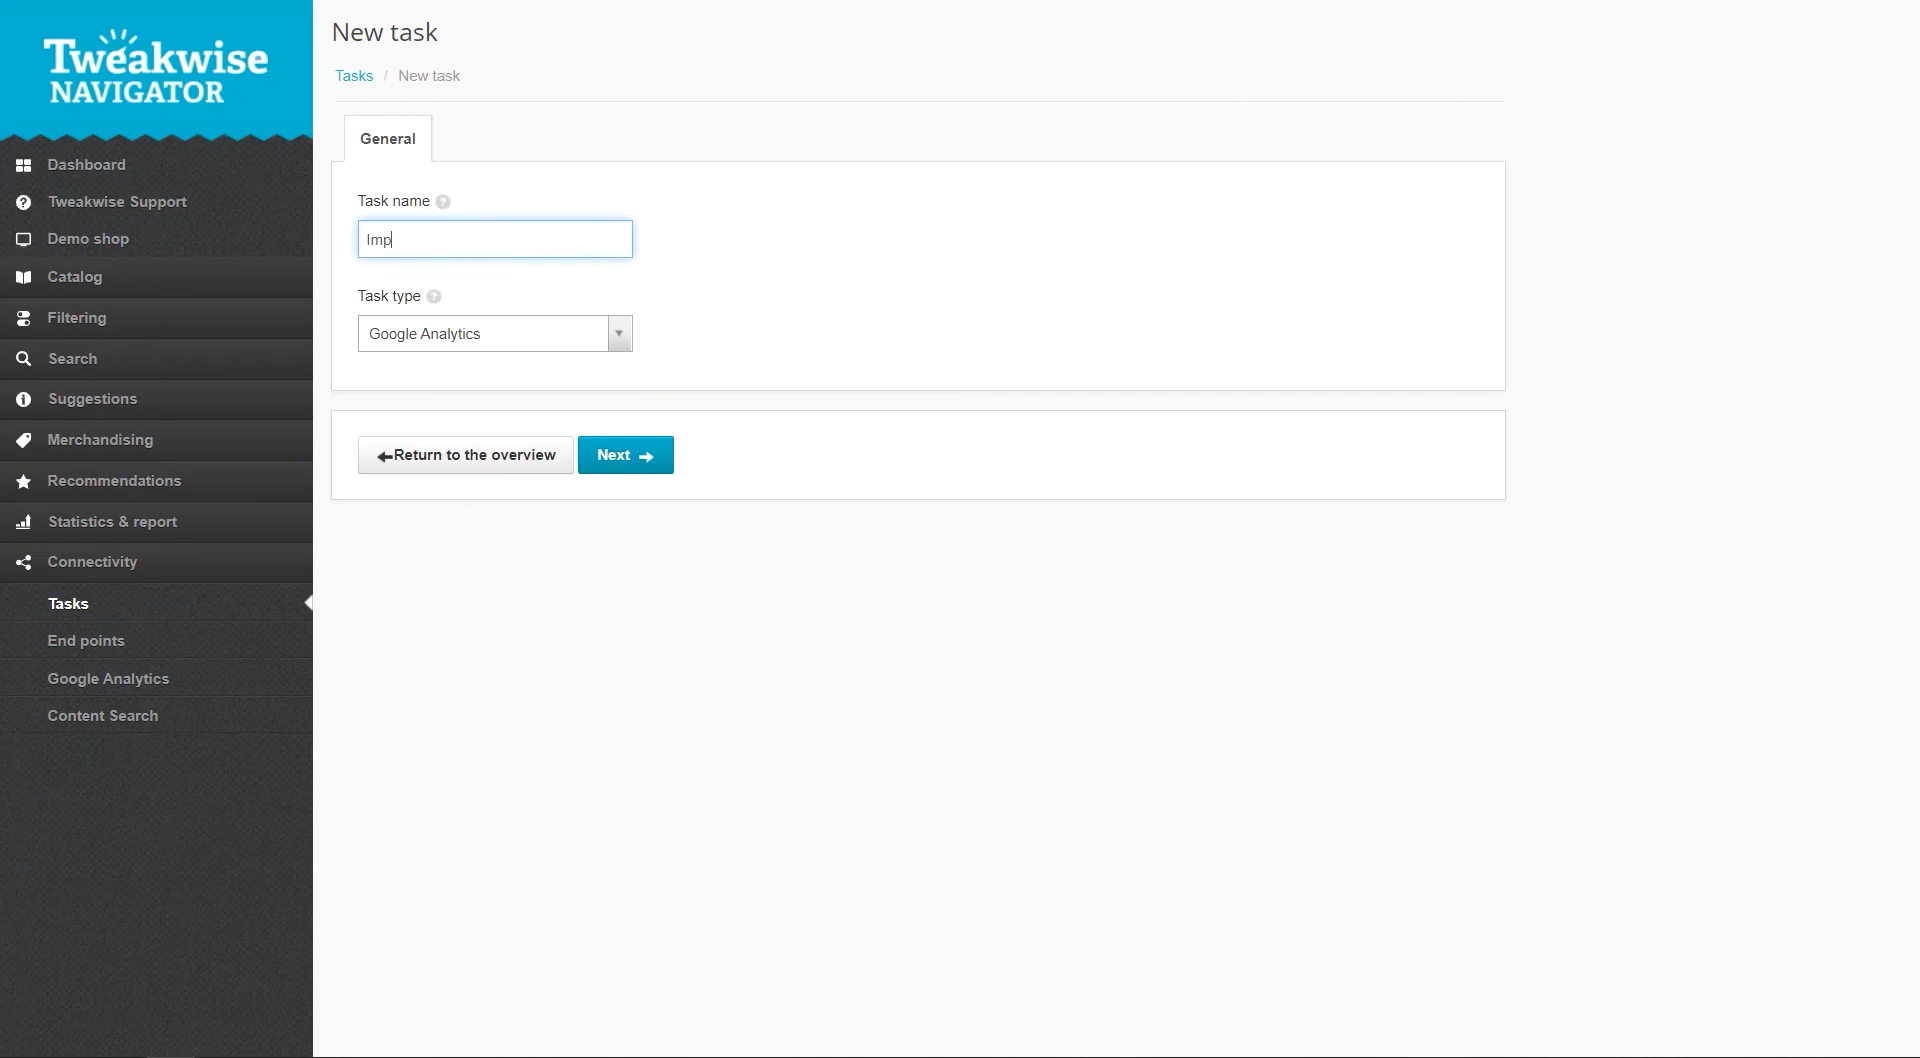 Tweakwise
NAVIGATOR
Dashboard
Tweakwise Support
Demo shop
Catalog
Filtering
Search
Suggestions
Merchandising
Recommendations
Statistics & report
Connectivity
Tasks
End points
Google Analytics
Content Search
New task
Tasks / New task
General
Task name ?
Imp
Task type ?
Google Analytics
Return to the overview
Next